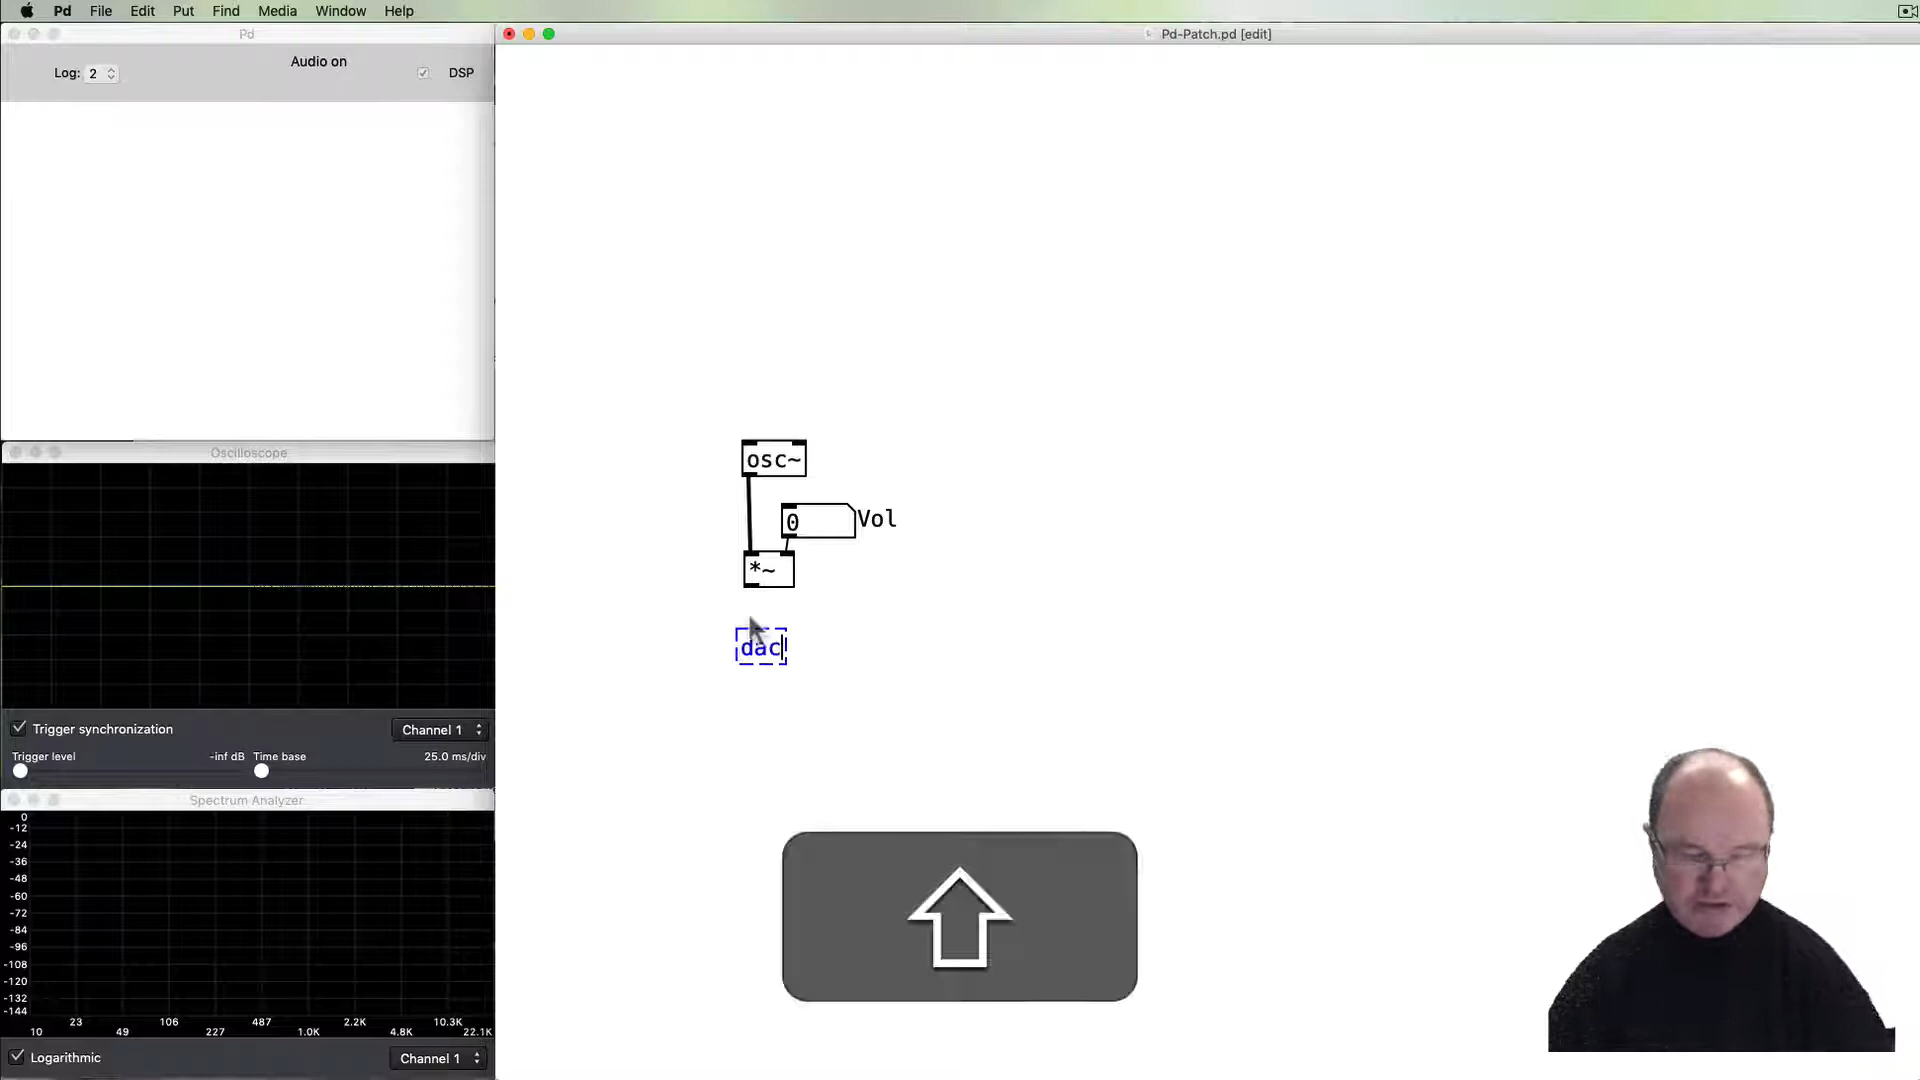 Pd File Edit Put Find Media Window Help
Pd
Pd-Patch.pd [edit]
Audio on
Log: 2
DSP
Oscilloscope
Trigger synchronization
Channel 1
Trigger level
-inf dB
Time base
25.0 ms/div
Spectrum Analyzer
0
-12
-24
-36
-48
-60
-72
-84
-96
-108
-120
-132
-144
23 106 487 2.2K 10.3K
10 49 227 1.0K 4.8K 22.1K
Logarithmic
Channel 1
osc~
0
Vol
*~
dac